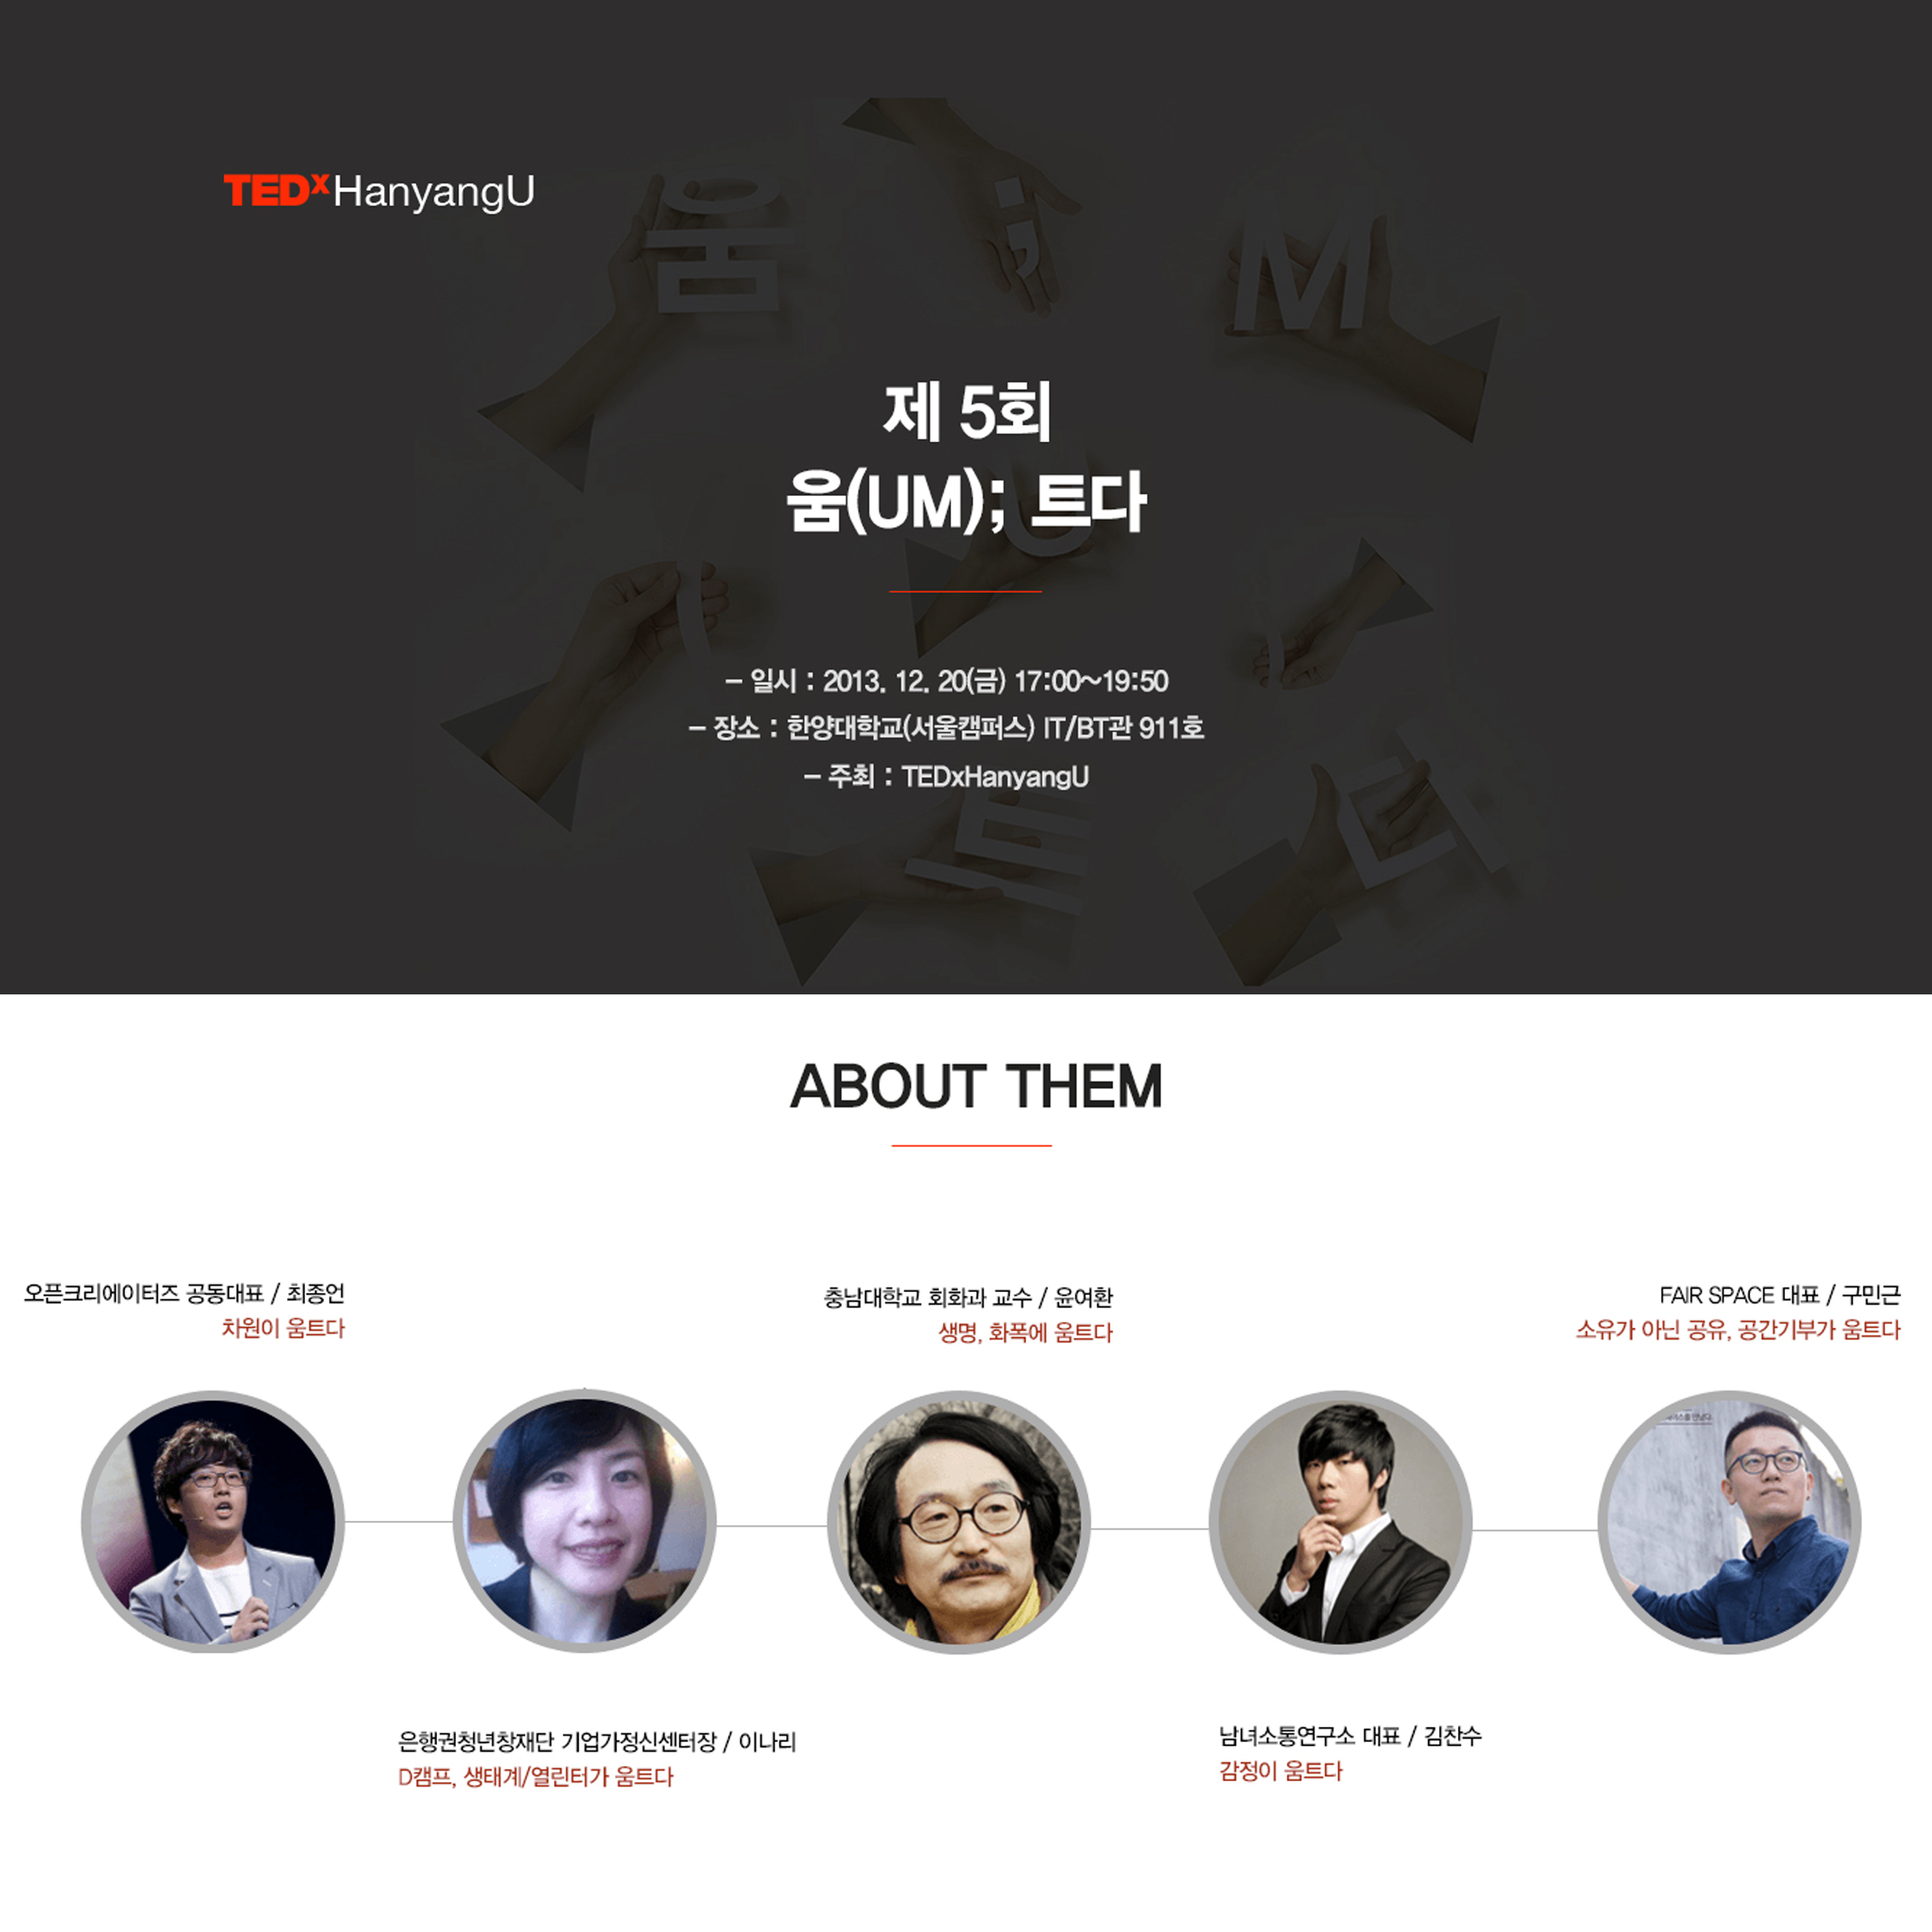 TEDxHanyangU
움 ; M
제 5회
움(UM); 트다
U
( )
– 일시 : 2013. 12. 20(금) 17:00~19:50
– 장소 : 한양대학교(서울캠퍼스) IT/BT관 911호
– 주최 : TEDxHanyangU
트 다
ABOUT THEM
오픈크리에이터즈 공동대표 / 최종언
차원이 움트다
충남대학교 회화과 교수 / 윤여환
생명, 화폭에 움트다
FAIR SPACE 대표 / 구민근
소유가 아닌 공유, 공간기부가 움트다
은행권청년창재단 기업가정신센터장 / 이나리
D캠프, 생태계/열린터가 움트다
남녀소통연구소 대표 / 김찬수
감정이 움트다